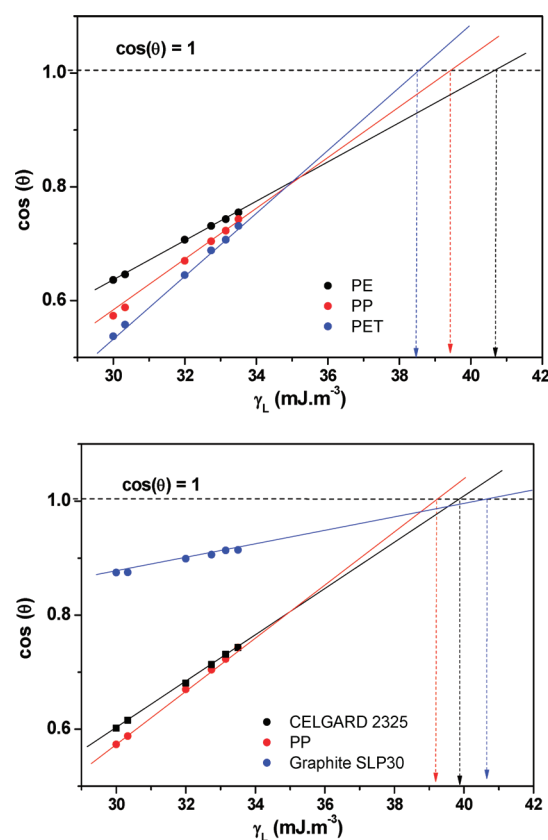 cos(θ) = 1
1.0
0.8
0.6
cos (θ)
PE
PP
PET
30 32 34 36 38 40 42
γL (mJ.m-3)
cos(θ) = 1
1.0
0.8
0.6
cos (θ)
CELGARD 2325
PP
Graphite SLP30
30 32 34 36 38 40 42
γL (mJ.m-3)